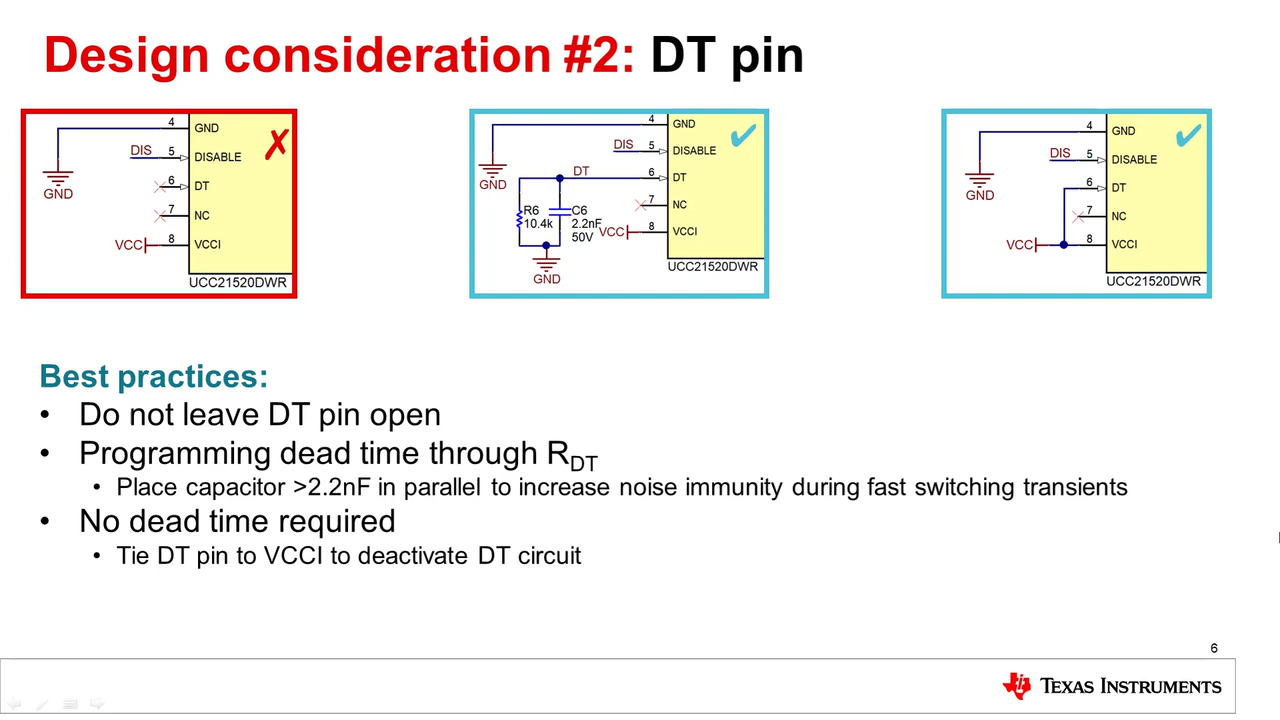 Design consideration #2: DT pin
4
GND
DIS
5
DISABLE
GND
6
DT
7
NC
VCC
8
VCCI
UCC21520DWR
4
GND
DIS
5
DISABLE
GND
DT
6
DT
R6
10.4k
C6
2.2nF
50V
7
NC
VCC
8
VCCI
GND
UCC21520DWR
4
GND
DIS
5
DISABLE
GND
6
DT
7
NC
VCC
8
VCCI
UCC21520DWR
Best practices:
• Do not leave DT pin open
• Programming dead time through RDT
• Place capacitor >2.2nF in parallel to increase noise immunity during fast switching transients
• No dead time required
• Tie DT pin to VCCI to deactivate DT circuit
6
TEXAS INSTRUMENTS